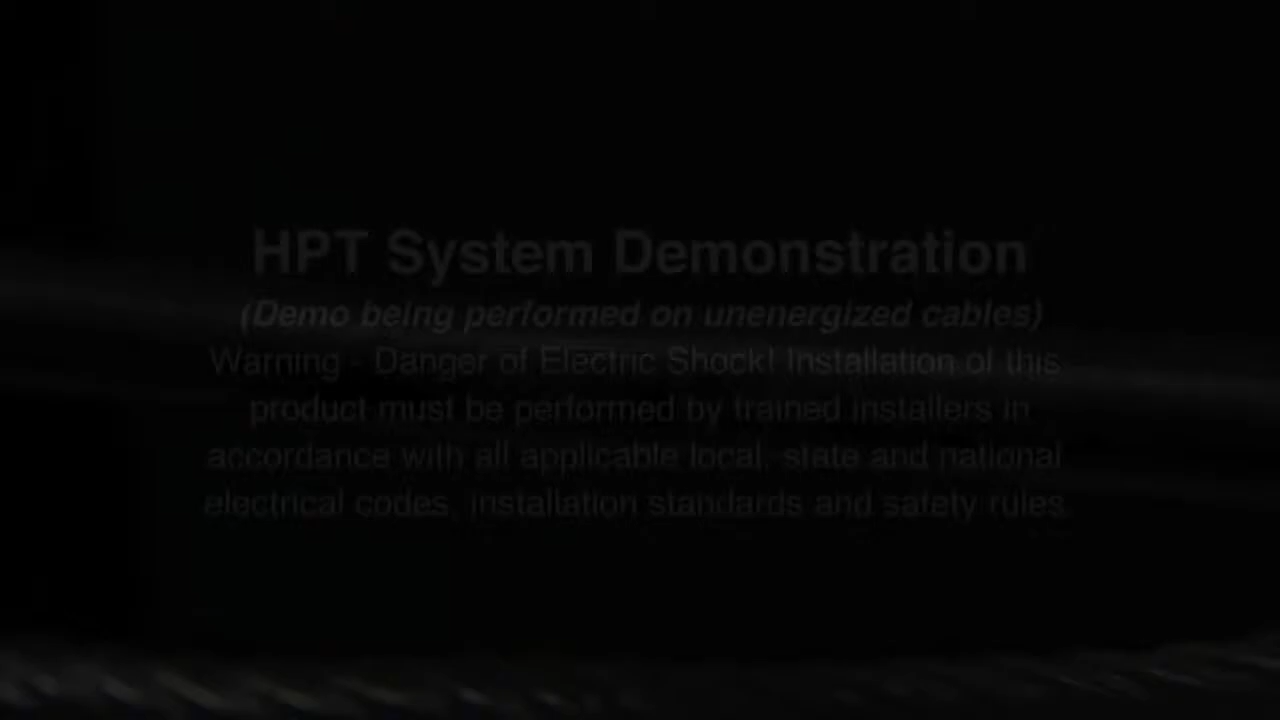 HPT System Demonstration
(Demo being performed on unenergized cables)
Warning - Danger of Electric Shock! Installation of this
product must be performed by trained installers in
accordance with all applicable local, state and national
electrical codes, installation standards and safety rules.